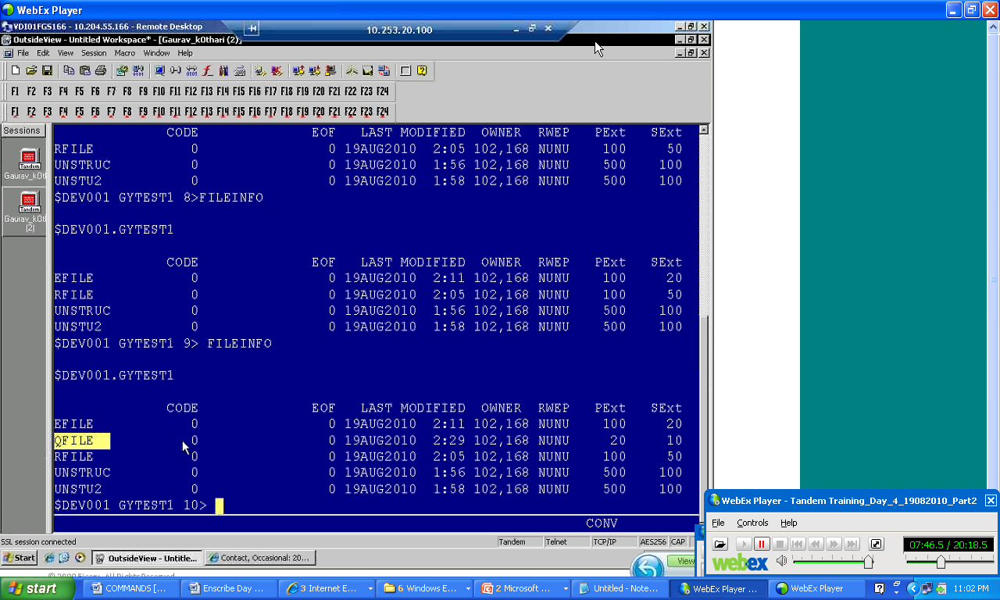 WebEx Player
VDI01FGS166 - 10.204.55.166 - Remote Desktop
10.253.20.100
OutsideView - Untitled Workspace* - [Gaurav_k0thari (2)]
File Edit View Session Macro Window Help
F1 F2 F3 F4 F5 F6 F7 F8 F9 F10 F11 F12 F13 F14 F15 F16 F17 F18 F19 F20 F21 F22 F23 F24
F1 F2 F3 F4 F5 F6 F7 F8 F9 F10 F11 F12 F13 F14 F15 F16 F17 F18 F19 F20 F21 F22 F23 F24
Sessions
Tandem
Gaurav_k0t
Tandem
Gaurav_k0t
(2)
CODE EOF LAST MODIFIED OWNER RWEP PExt SExt
RFILE 0 0 19AUG2010 2:05 102,168 NUNU 100 50
UNSTRUC 0 0 19AUG2010 1:56 102,168 NUNU 500 100
UNSTU2 0 0 19AUG2010 1:58 102,168 NUNU 500 100
$DEV001 GYTEST1 8>FILEINFO
$DEV001.GYTEST1
CODE EOF LAST MODIFIED OWNER RWEP PExt SExt
EFILE 0 0 19AUG2010 2:11 102,168 NUNU 100 20
RFILE 0 0 19AUG2010 2:05 102,168 NUNU 100 50
UNSTRUC 0 0 19AUG2010 1:56 102,168 NUNU 500 100
UNSTU2 0 0 19AUG2010 1:58 102,168 NUNU 500 100
$DEV001 GYTEST1 9> FILEINFO
$DEV001.GYTEST1
CODE EOF LAST MODIFIED OWNER RWEP PExt SExt
EFILE 0 0 19AUG2010 2:11 102,168 NUNU 100 20
QFILE 0 0 19AUG2010 2:29 102,168 NUNU 20 10
RFILE 0 0 19AUG2010 2:05 102,168 NUNU 100 50
UNSTRUC 0 0 19AUG2010 1:56 102,168 NUNU 500 100
UNSTU2 0 0 19AUG2010 1:58 102,168 NUNU 500 100
$DEV001 GYTEST1 10>
CONV
SSL session connected Tandem Telnet TCP/IP AES256 CAP
Start OutsideView - Untitle... Contact, Occasional: 20...
View
WebEx Player - Tandem Training_Day_4_19082010_Part2
File Controls Help
07:46.5 / 20:18.5
webex
start COMMANDS [... Enscribe Day ... 3 Internet E... 6 Windows E... 2 Microsoft ... Untitled - Note... WebEx Player ... WebEx Player 11:02 PM